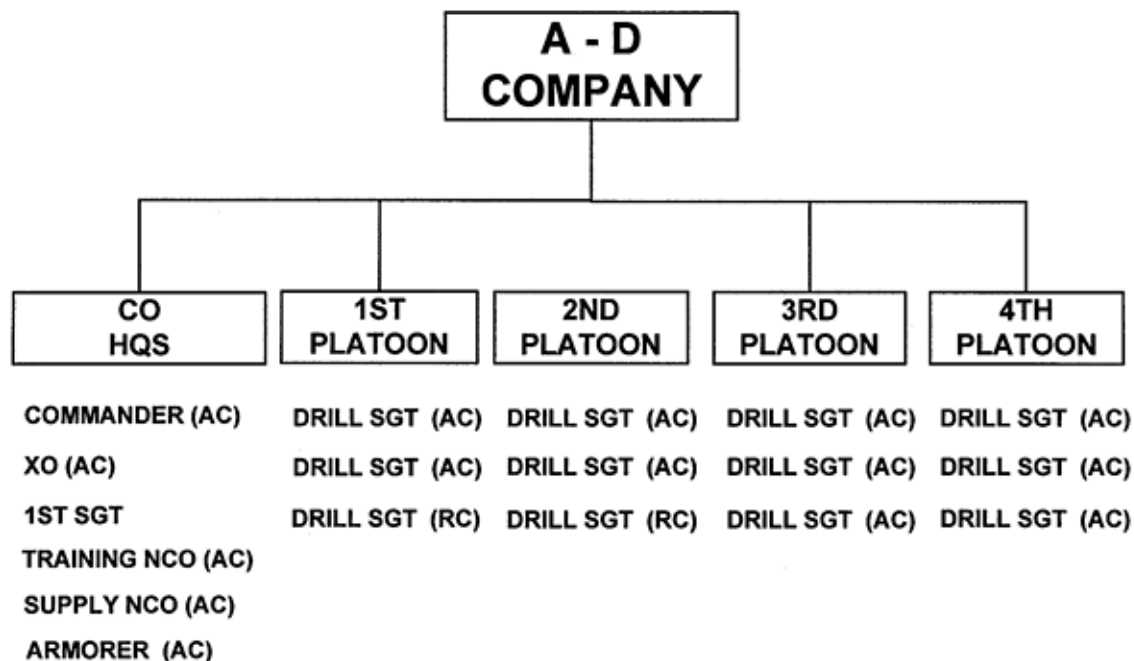 A - D
COMPANY
CO
HQS
1ST
PLATOON
2ND
PLATOON
3RD
PLATOON
4TH
PLATOON
COMMANDER (AC)
XO (AC)
1ST SGT
TRAINING NCO (AC)
SUPPLY NCO (AC)
ARMORER (AC)
DRILL SGT (AC)
DRILL SGT (AC)
DRILL SGT (RC)
DRILL SGT (AC)
DRILL SGT (AC)
DRILL SGT (RC)
DRILL SGT (AC)
DRILL SGT (AC)
DRILL SGT (AC)
DRILL SGT (AC)
DRILL SGT (AC)
DRILL SGT (AC)